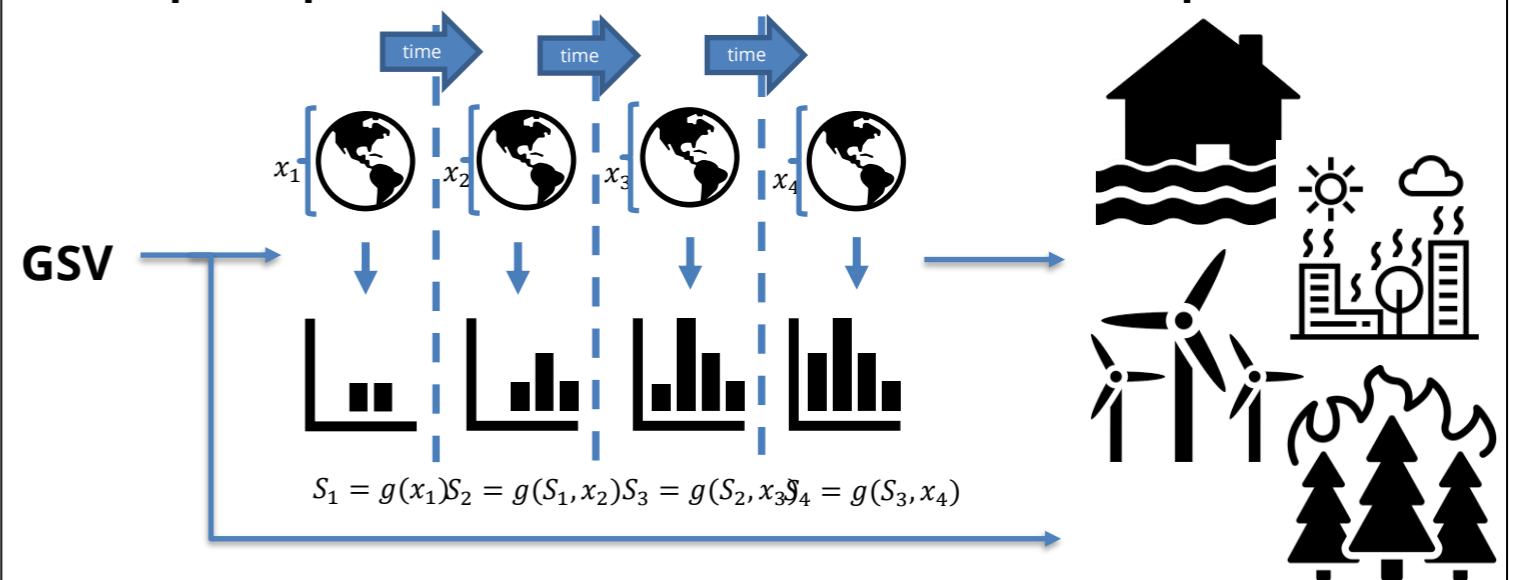 time time time
x₁ x₂ x₃ x₄
GSV
S₁ = g(x₁) S₂ = g(S₁, x₂) S₃ = g(S₂, x₃) S₄ = g(S₃, x₄)